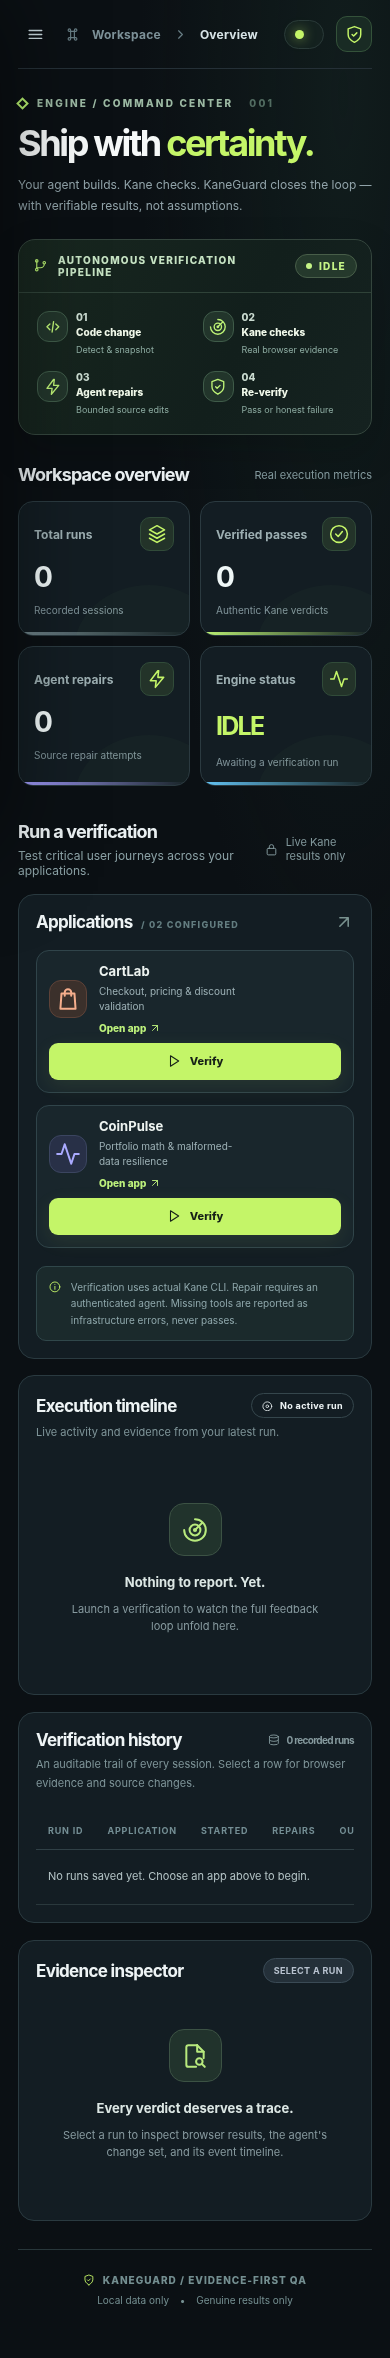 Workspace Overview
ENGINE / COMMAND CENTER 001
Ship with certainty.
Your agent builds. Kane checks. KaneGuard closes the loop —
with verifiable results, not assumptions.
AUTONOMOUS VERIFICATION
PIPELINE
IDLE
01
Code change
Detect & snapshot
02
Kane checks
Real browser evidence
03
Agent repairs
Bounded source edits
04
Re-verify
Pass or honest failure
Workspace overview
Real execution metrics
Total runs
0
Recorded sessions
Verified passes
0
Authentic Kane verdicts
Agent repairs
0
Source repair attempts
Engine status
IDLE
Awaiting a verification run
Run a verification
Test critical user journeys across your
applications.
Live Kane
results only
Applications / 02 CONFIGURED
CartLab
Checkout, pricing & discount
validation
Open app
Verify
CoinPulse
Portfolio math & malformed-
data resilience
Open app
Verify
Verification uses actual Kane CLI. Repair requires an
authenticated agent. Missing tools are reported as
infrastructure errors, never passes.
Execution timeline
No active run
Live activity and evidence from your latest run.
Nothing to report. Yet.
Launch a verification to watch the full feedback
loop unfold here.
Verification history
0 recorded runs
An auditable trail of every session. Select a row for browser
evidence and source changes.
RUN ID APPLICATION STARTED REPAIRS OU
No runs saved yet. Choose an app above to begin.
Evidence inspector
SELECT A RUN
Every verdict deserves a trace.
Select a run to inspect browser results, the agent's
change set, and its event timeline.
KANEGUARD / EVIDENCE-FIRST QA
Local data only • Genuine results only